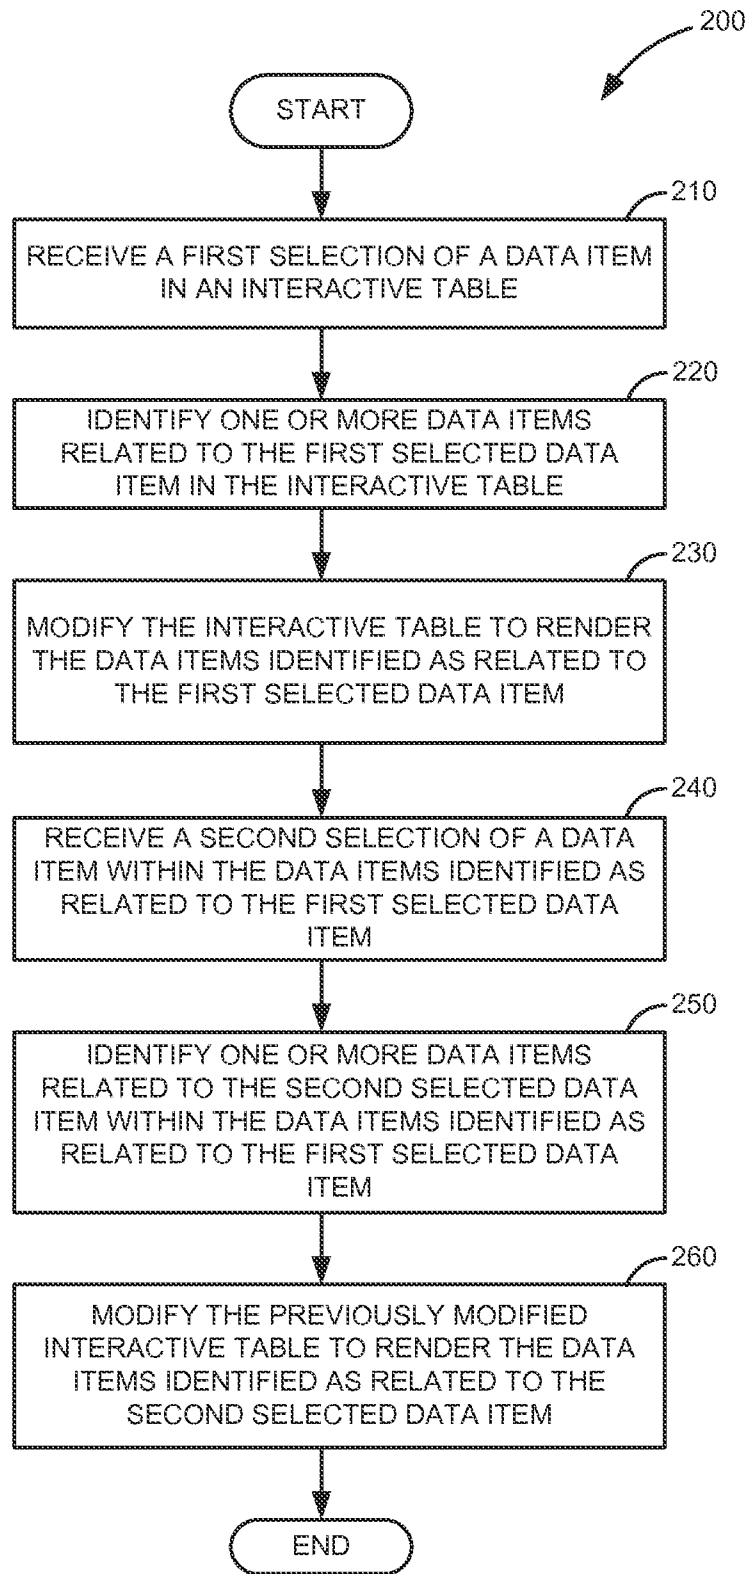 200
START
210
RECEIVE A FIRST SELECTION OF A DATA ITEM
IN AN INTERACTIVE TABLE
220
IDENTIFY ONE OR MORE DATA ITEMS
RELATED TO THE FIRST SELECTED DATA
ITEM IN THE INTERACTIVE TABLE
230
MODIFY THE INTERACTIVE TABLE TO RENDER
THE DATA ITEMS IDENTIFIED AS RELATED TO
THE FIRST SELECTED DATA ITEM
240
RECEIVE A SECOND SELECTION OF A DATA
ITEM WITHIN THE DATA ITEMS IDENTIFIED AS
RELATED TO THE FIRST SELECTED DATA
ITEM
250
IDENTIFY ONE OR MORE DATA ITEMS
RELATED TO THE SECOND SELECTED DATA
ITEM WITHIN THE DATA ITEMS IDENTIFIED AS
RELATED TO THE FIRST SELECTED DATA
ITEM
260
MODIFY THE PREVIOUSLY MODIFIED
INTERACTIVE TABLE TO RENDER THE DATA
ITEMS IDENTIFIED AS RELATED TO THE
SECOND SELECTED DATA ITEM
END